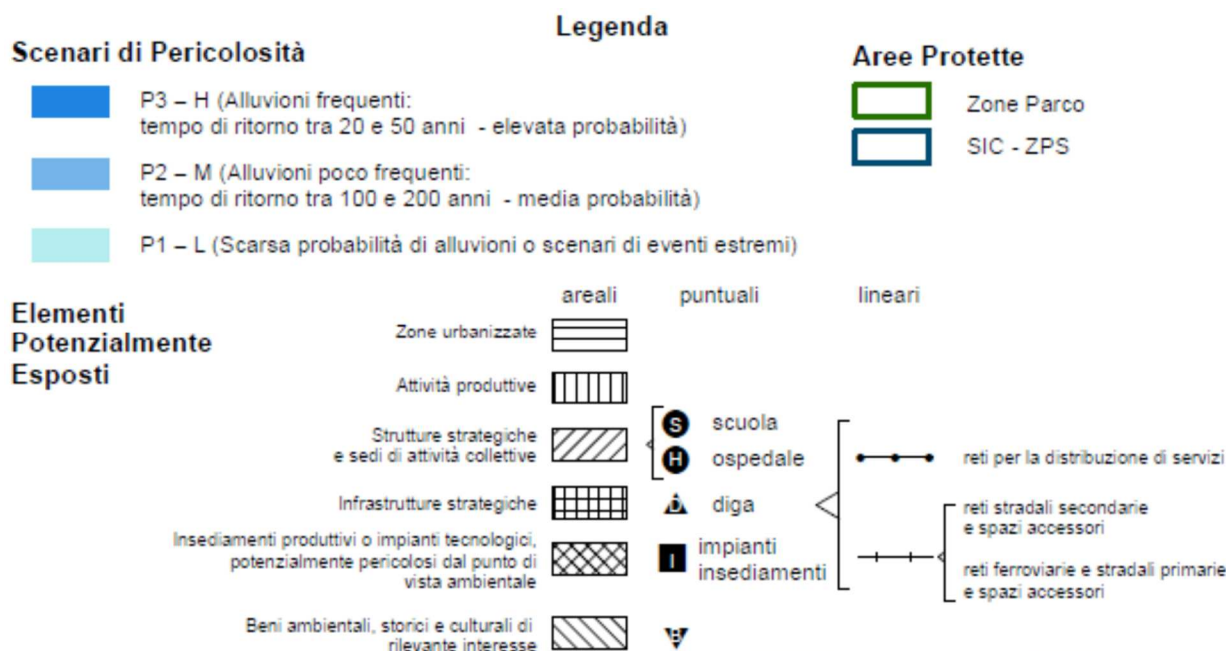 Legenda
Scenari di Pericolosità
P3 – H (Alluvioni frequenti:
tempo di ritorno tra 20 e 50 anni - elevata probabilità)
P2 – M (Alluvioni poco frequenti:
tempo di ritorno tra 100 e 200 anni - media probabilità)
P1 – L (Scarsa probabilità di alluvioni o scenari di eventi estremi)
Aree Protette
Zone Parco
SIC - ZPS
Elementi
Potenzialmente
Esposti
areali
puntuali
lineari
Zone urbanizzate
Attività produttive
Strutture strategiche
e sedi di attività collettive
S scuola
H ospedale
Infrastrutture strategiche
D diga
Insediamenti produttivi o impianti tecnologici,
potenzialmente pericolosi dal punto di
vista ambientale
I impianti
insediamenti
Beni ambientali, storici e culturali di
rilevante interesse
B
reti per la distribuzione di servizi
reti stradali secondarie
e spazi accessori
reti ferroviarie e stradali primarie
e spazi accessori